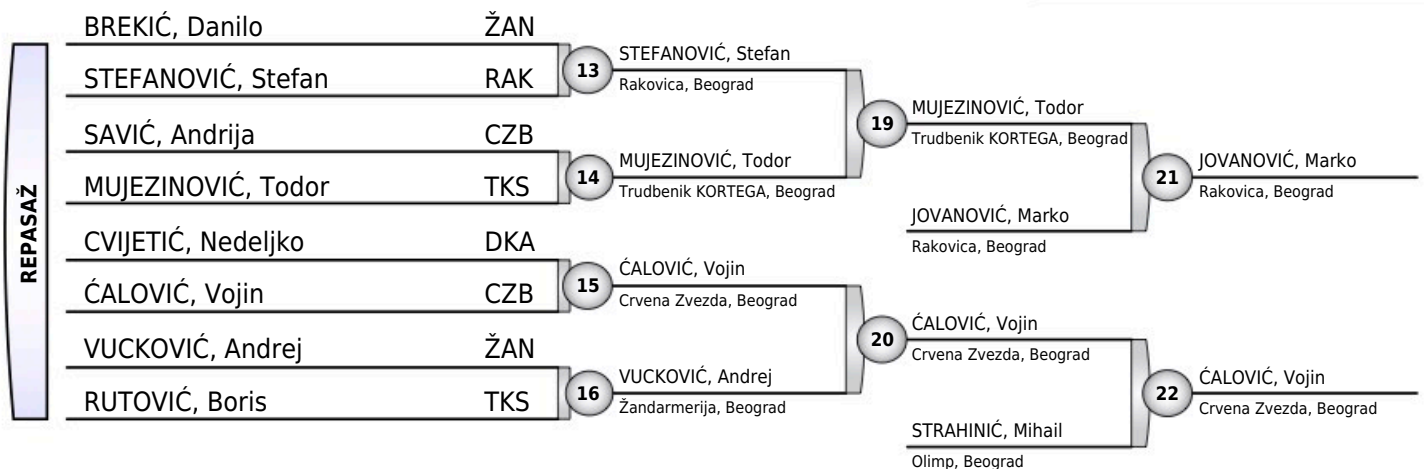 REPASAŽ
BREKIĆ, Danilo ŽAN
STEFANOVIĆ, Stefan RAK
SAVIĆ, Andrija CZB
MUJEZINOVIĆ, Todor TKS
CVIJETIĆ, Nedeljko DKA
ĆALOVIĆ, Vojin CZB
VUCKOVIĆ, Andrej ŽAN
RUTOVIĆ, Boris TKS
13
STEFANOVIĆ, Stefan
Rakovica, Beograd
14
MUJEZINOVIĆ, Todor
Trudbenik KORTEGA, Beograd
15
ĆALOVIĆ, Vojin
Crvena Zvezda, Beograd
16
VUCKOVIĆ, Andrej
Žandarmerija, Beograd
19
MUJEZINOVIĆ, Todor
Trudbenik KORTEGA, Beograd
JOVANOVIĆ, Marko
Rakovica, Beograd
20
ĆALOVIĆ, Vojin
Crvena Zvezda, Beograd
STRAHINIĆ, Mihail
Olimp, Beograd
21
JOVANOVIĆ, Marko
Rakovica, Beograd
22
ĆALOVIĆ, Vojin
Crvena Zvezda, Beograd